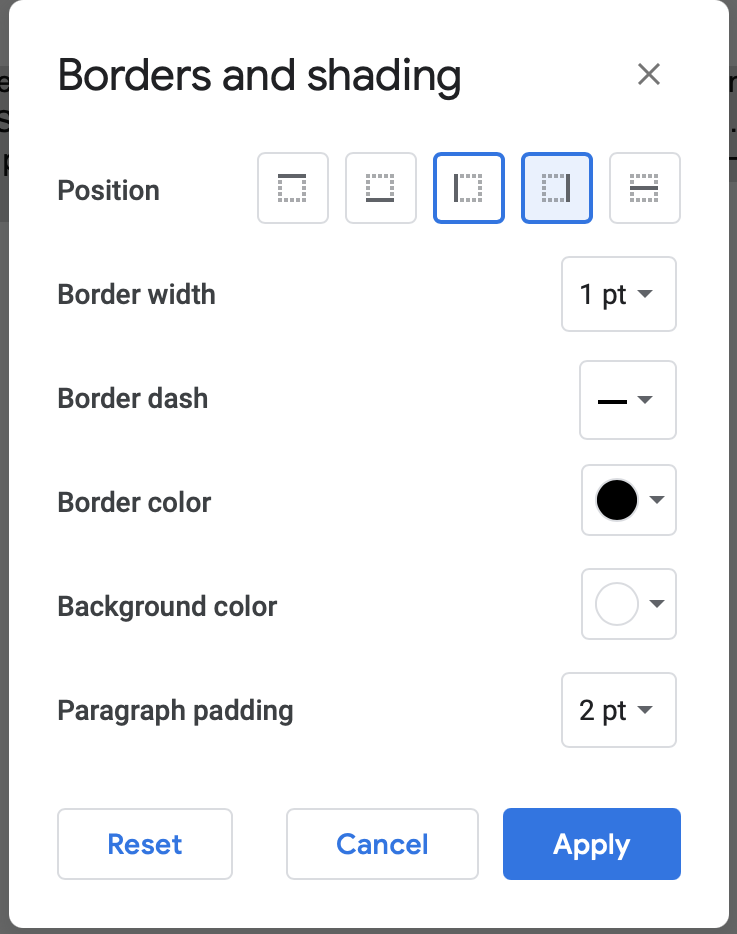 Borders and shading
Position
Border width
1 pt
Border dash
Border color
Background color
Paragraph padding
2 pt
Reset
Cancel
Apply